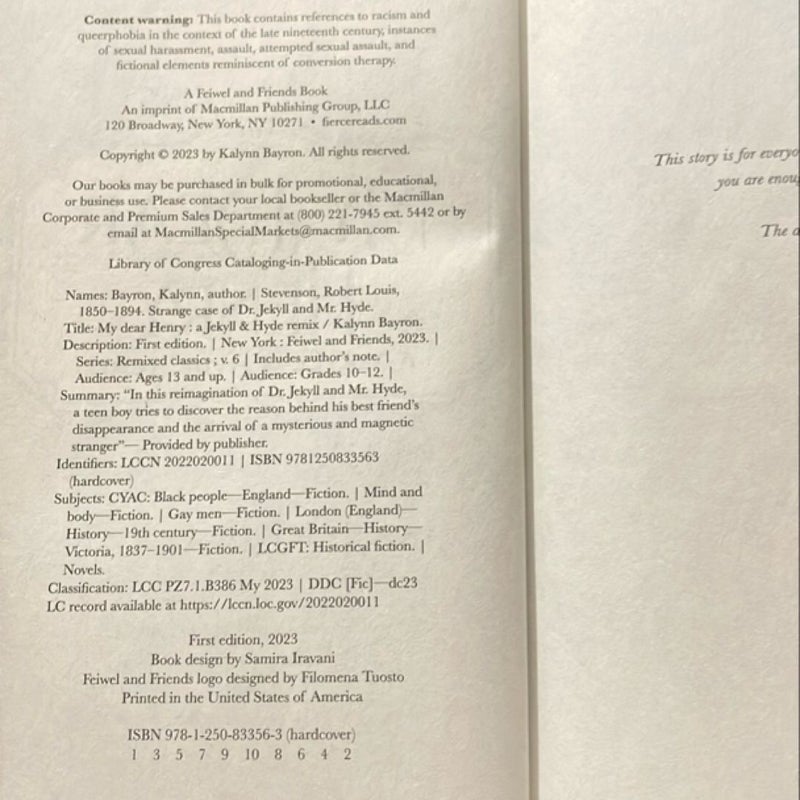 Content warning: This book contains references to racism and
queerphobia in the context of the late nineteenth century, instances
of sexual harassment, assault, attempted sexual assault, and
fictional elements reminiscent of conversion therapy.
A Feiwel and Friends Book
An imprint of Macmillan Publishing Group, LLC
120 Broadway, New York, NY 10271 • fiercereads.com
Copyright © 2023 by Kalynn Bayron. All rights reserved.
Our books may be purchased in bulk for promotional, educational,
or business use. Please contact your local bookseller or the Macmillan
Corporate and Premium Sales Department at (800) 221-7945 ext. 5442 or by
email at MacmillanSpecialMarkets@macmillan.com.
Library of Congress Cataloging-in-Publication Data
Names: Bayron, Kalynn, author. | Stevenson, Robert Louis,
1850–1894. Strange case of Dr. Jekyll and Mr. Hyde.
Title: My dear Henry : a Jekyll & Hyde remix / Kalynn Bayron.
Description: First edition. | New York : Feiwel and Friends, 2023. |
Series: Remixed classics ; v. 6 | Includes author's note. |
Audience: Ages 13 and up. | Audience: Grades 10–12. |
Summary: “In this reimagination of Dr. Jekyll and Mr. Hyde,
a teen boy tries to discover the reason behind his best friend's
disappearance and the arrival of a mysterious and magnetic
stranger”— Provided by publisher.
Identifiers: LCCN 2022020011 | ISBN 9781250833563
(hardcover)
Subjects: CYAC: Black people—England—Fiction. | Mind and
body—Fiction. | Gay men—Fiction. | London (England)—
History—19th century—Fiction. | Great Britain—History—
Victoria, 1837–1901—Fiction. | LCGFT: Historical fiction. |
Novels.
Classification: LCC PZ7.1.B386 My 2023 | DDC [Fic]—dc23
LC record available at https://lccn.loc.gov/2022020011
First edition, 2023
Book design by Samira Iravani
Feiwel and Friends logo designed by Filomena Tuosto
Printed in the United States of America
ISBN 978-1-250-83356-3 (hardcover)
1 3 5 7 9 10 8 6 4 2
This story is for everyo
you are enou
The